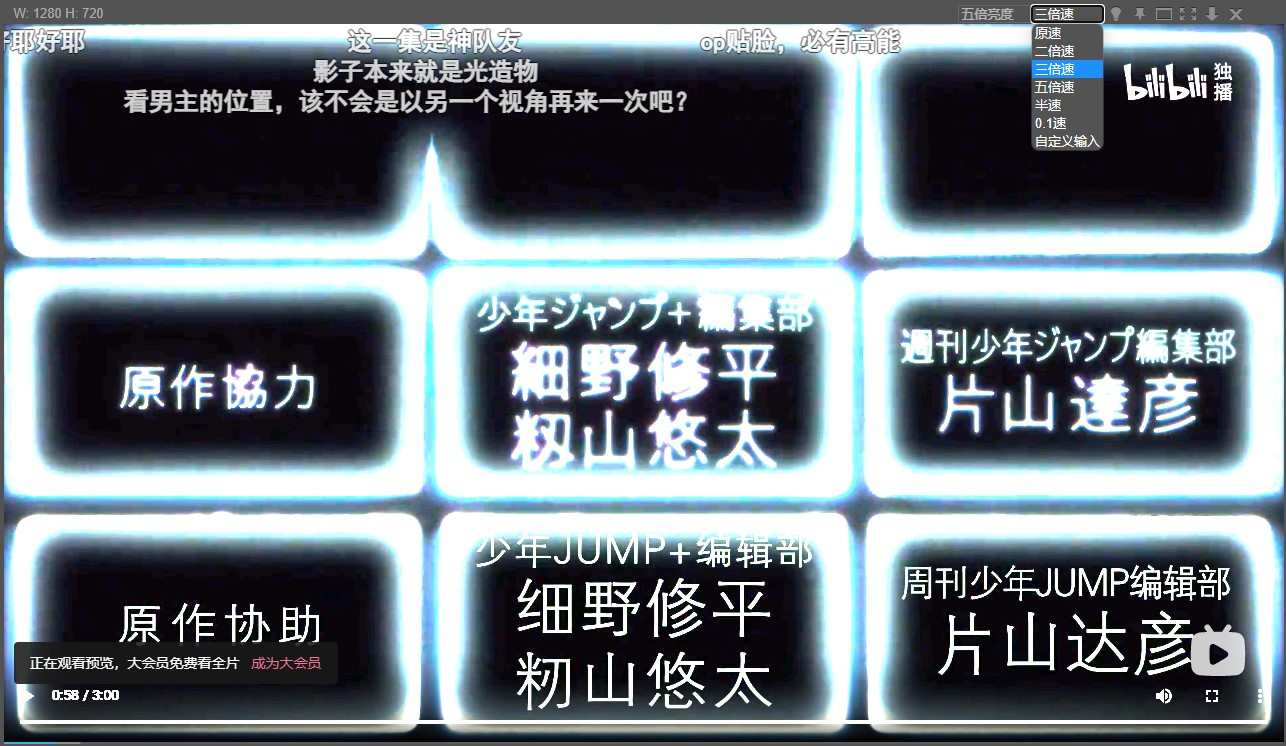 W: 1280 H: 720
五倍亮度
三倍速
原速
二倍速
三倍速
五倍速
半速
0.1速
自定义输入
好耶好耶
这一集是神队友
op贴脸，必有高能
影子本来就是光造物
看男主的位置，该不会是以另一个视角再来一次吧？
bilibili
独播
原作協力
少年ジャンプ+ 編集部
細野修平
籾山悠太
週刊少年ジャンプ編集部
片山達彦
原作协助
少年JUMP+编辑部
细野修平
籾山悠太
周刊少年JUMP编辑部
片山达彦
正在观看预览，大会员免费看全片 成为大会员
0:58 / 3:00